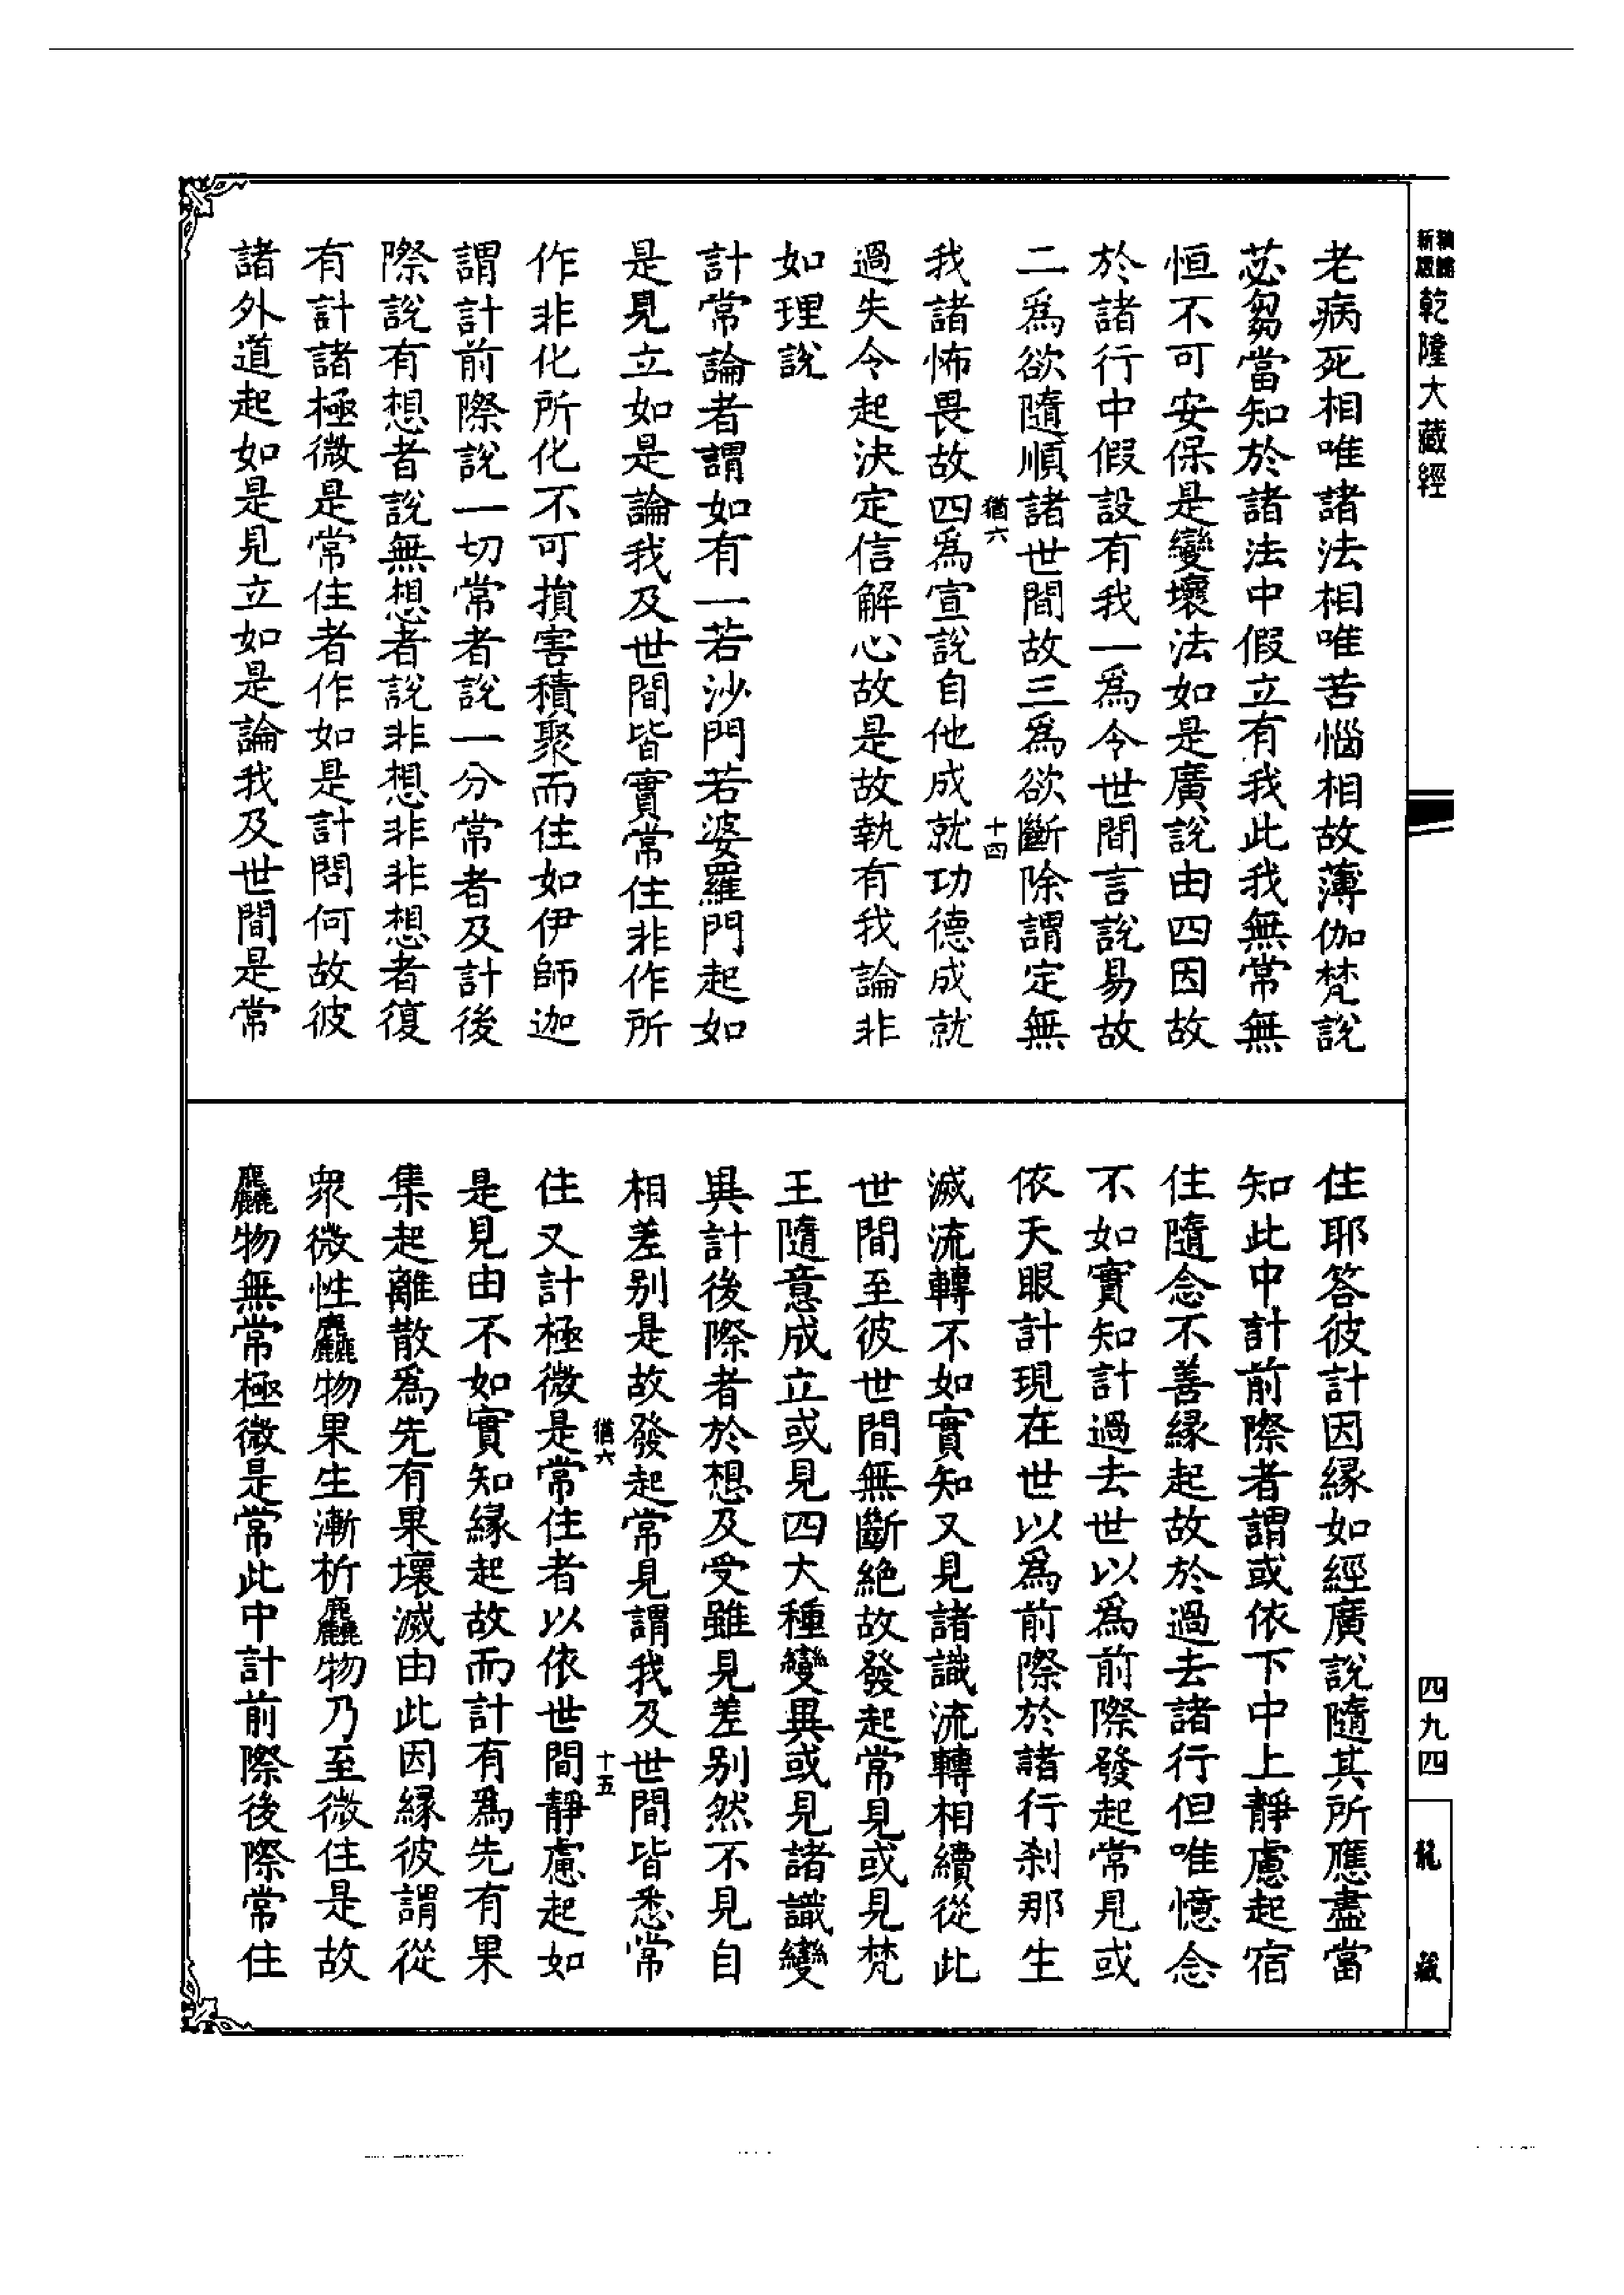 新版
乾隆大藏經
老病死相唯諸法相唯苦惱相故薄伽梵說
苾芻當知於諸法中假立有我此我無常無
恒不可安保是變壞法如是廣說由四因故
於諸行中假設有我一爲令世間言說易故
二爲欲隨順諸世間故三爲欲斷除謂定無
猶六
十四
我諸怖畏故四爲宣說自他成就功德成就
過失令起決定信解心故是故執有我論非
如理說
計常論者謂如有一若沙門若婆羅門起如
是見立如是論我及世間皆實常住非作所
作非化所化不可損害積聚而住如伊師迦
謂計前際說一切常者說一分常者及計後
際說有想者說無想者說非想非非想者復
有計諸極微是常住者作如是計問何故彼
諸外道起如是見立如是論我及世間是常
四九四
龍藏
住耶答彼計因緣如經廣說隨其所應盡當
知此中計前際者謂或依下中上靜慮起宿
住隨念不善緣起故於過去諸行但唯憶念
不如實知計過去世以爲前際發起常見或
依天眼計現在世以爲前際於諸行刹那生
滅流轉不如實知又見諸識流轉相續從此
世間至彼世間無斷絶故發起常見或見梵
王隨意成立或見四大種變異或見諸識變
異計後際者於想及受雖見差别然不見自
相差别是故發起常見謂我及世間皆悉常
猶六
十五
住又計極微是常住者以依世間靜慮起如
是見由不如實知緣起故而計有爲先有果
集起離散爲先有果壞滅由此因緣彼謂從
衆微性麤物果生漸析麤物乃至微住是故
麤物無常極微是常此中計前際後際常住